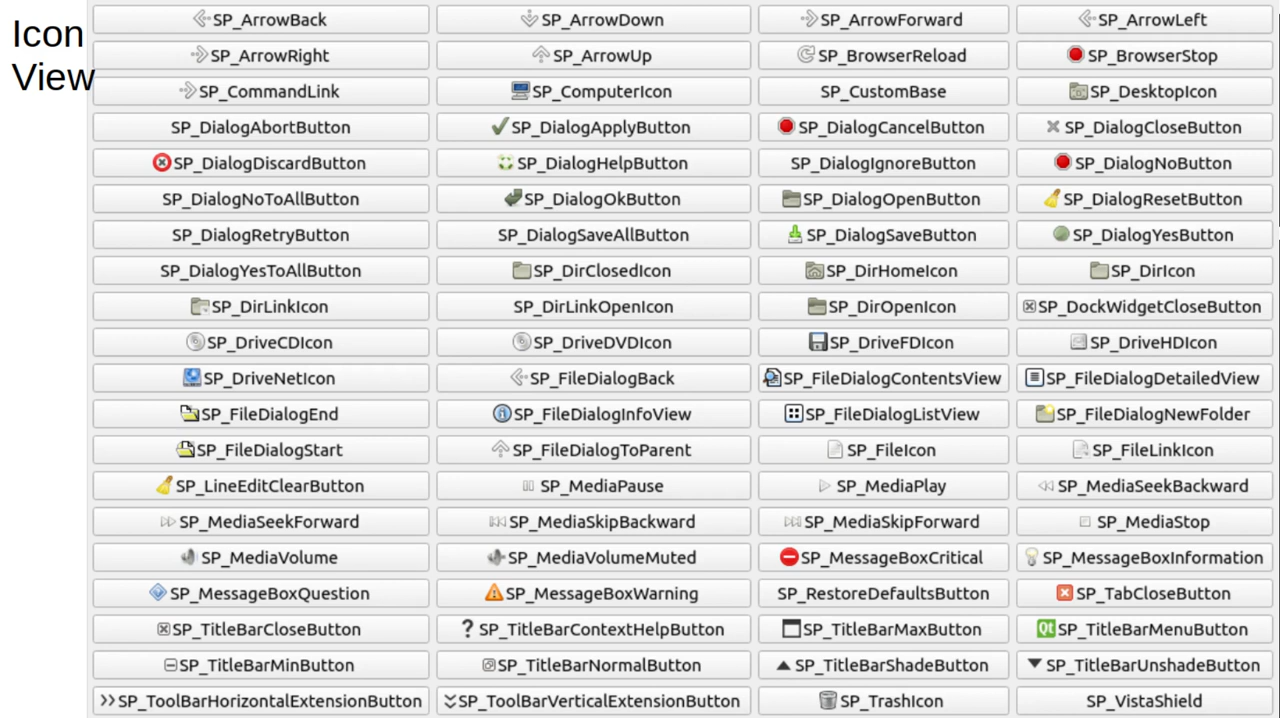 Icon
View
SP_ArrowBack SP_ArrowDown SP_ArrowForward SP_ArrowLeft
SP_ArrowRight SP_ArrowUp SP_BrowserReload SP_BrowserStop
SP_CommandLink SP_ComputerIcon SP_CustomBase SP_DesktopIcon
SP_DialogAbortButton SP_DialogApplyButton SP_DialogCancelButton SP_DialogCloseButton
SP_DialogDiscardButton SP_DialogHelpButton SP_DialogIgnoreButton SP_DialogNoButton
SP_DialogNoToAllButton SP_DialogOkButton SP_DialogOpenButton SP_DialogResetButton
SP_DialogRetryButton SP_DialogSaveAllButton SP_DialogSaveButton SP_DialogYesButton
SP_DialogYesToAllButton SP_DirClosedIcon SP_DirHomeIcon SP_DirIcon
SP_DirLinkIcon SP_DirLinkOpenIcon SP_DirOpenIcon SP_DockWidgetCloseButton
SP_DriveCDIcon SP_DriveDVDIcon SP_DriveFDIcon SP_DriveHDIcon
SP_DriveNetIcon SP_FileDialogBack SP_FileDialogContentsView SP_FileDialogDetailedView
SP_FileDialogEnd SP_FileDialogInfoView SP_FileDialogListView SP_FileDialogNewFolder
SP_FileDialogStart SP_FileDialogToParent SP_FileIcon SP_FileLinkIcon
SP_LineEditClearButton SP_MediaPause SP_MediaPlay SP_MediaSeekBackward
SP_MediaSeekForward SP_MediaSkipBackward SP_MediaSkipForward SP_MediaStop
SP_MediaVolume SP_MediaVolumeMuted SP_MessageBoxCritical SP_MessageBoxInformation
SP_MessageBoxQuestion SP_MessageBoxWarning SP_RestoreDefaultsButton SP_TabCloseButton
SP_TitleBarCloseButton SP_TitleBarContextHelpButton SP_TitleBarMaxButton Qt SP_TitleBarMenuButton
SP_TitleBarMinButton SP_TitleBarNormalButton SP_TitleBarShadeButton SP_TitleBarUnshadeButton
SP_ToolBarHorizontalExtensionButton SP_ToolBarVerticalExtensionButton SP_TrashIcon SP_VistaShield